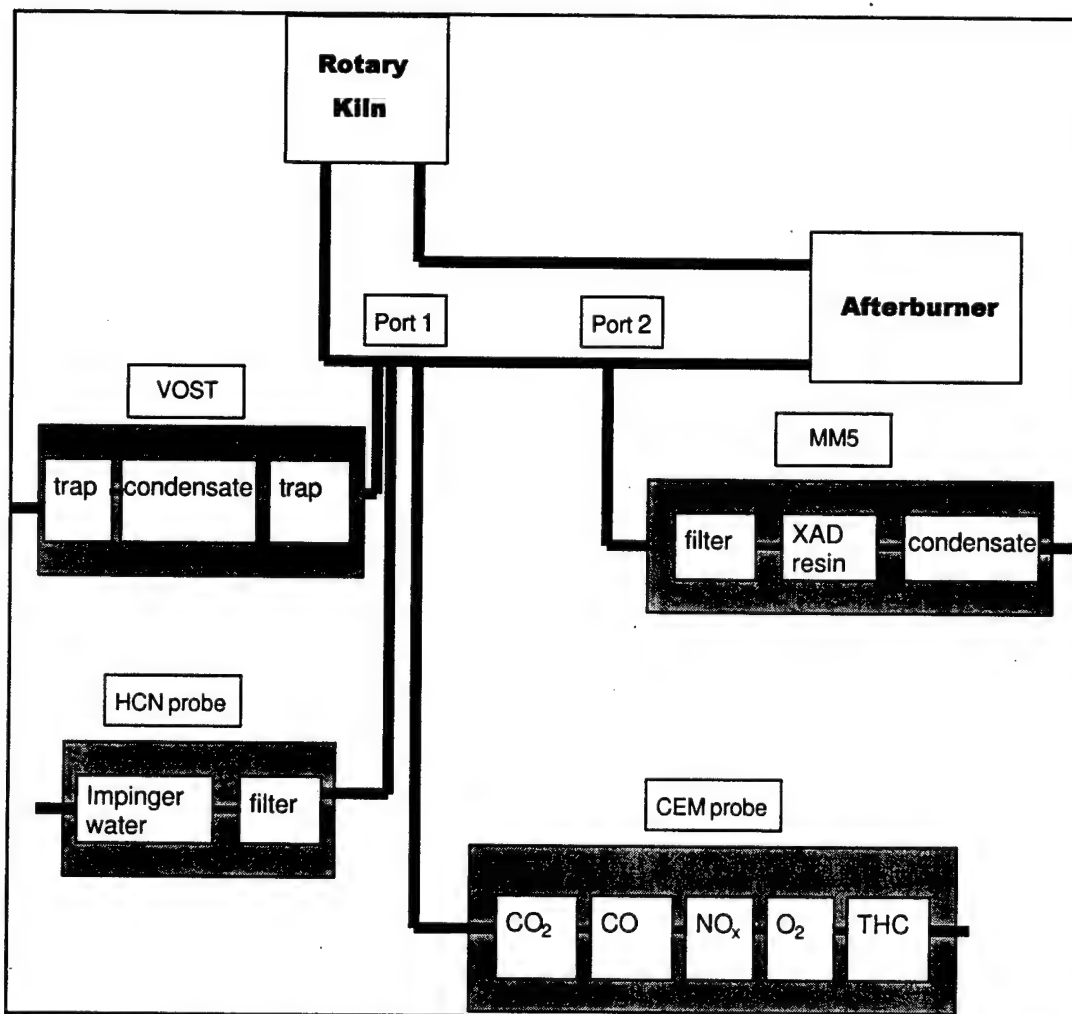 Rotary
Kiln
Afterburner
Port 1
Port 2
VOST
trap
condensate
trap
MM5
filter
XAD
resin
condensate
HCN probe
Impinger
water
filter
CEM probe
CO₂
CO
NOₓ
O₂
THC